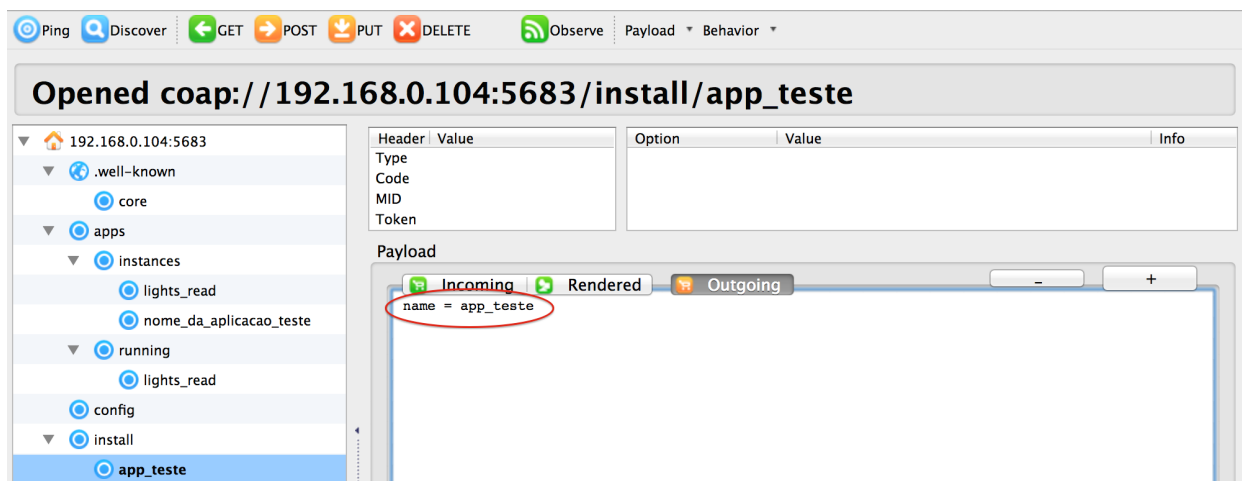 Ping Discover GET POST PUT DELETE Observe Payload Behavior
Opened coap://192.168.0.104:5683/install/app_teste
192.168.0.104:5683
.well-known
core
apps
instances
lights_read
nome_da_aplicacao_teste
running
lights_read
config
install
app_teste
Header Value
Type
Code
MID
Token
Option Value Info
Payload
Incoming Rendered Outgoing - +
name = app_teste